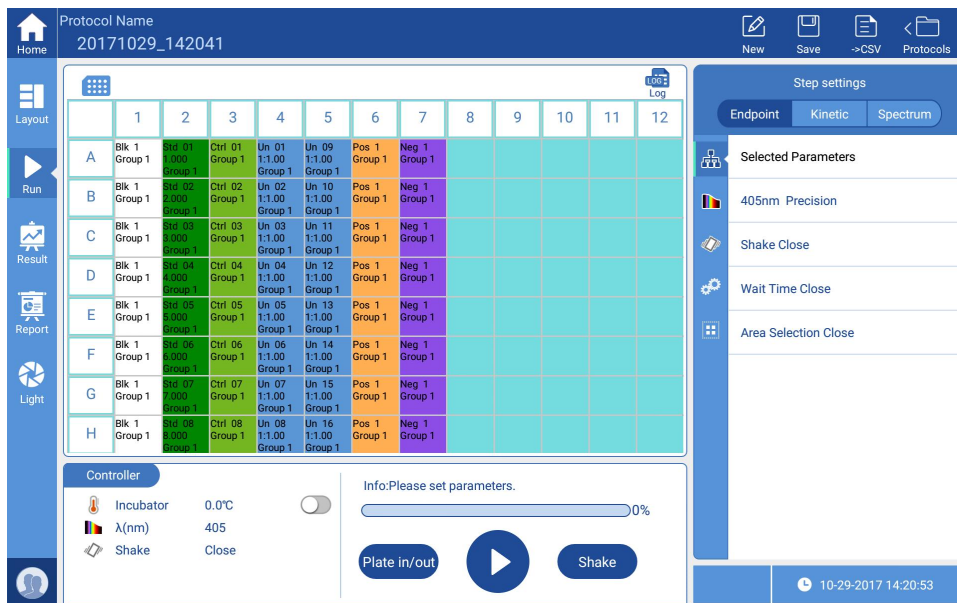 Protocol Name
20171029_142041
Home
New
Save
->CSV
Protocols
Layout
Run
Result
Report
Light
LOG
Log
1 2 3 4 5 6 7 8 9 10 11 12
A
Blk 1
Group 1
Std 01
1.000
Group 1
Ctrl 01
Group 1
Un 01
1:1.00
Group 1
Un 09
1:1.00
Group 1
Pos 1
Group 1
Neg 1
Group 1
B
Blk 1
Group 1
Std 02
2.000
Group 1
Ctrl 02
Group 1
Un 02
1:1.00
Group 1
Un 10
1:1.00
Group 1
Pos 1
Group 1
Neg 1
Group 1
C
Blk 1
Group 1
Std 03
3.000
Group 1
Ctrl 03
Group 1
Un 03
1:1.00
Group 1
Un 11
1:1.00
Group 1
Pos 1
Group 1
Neg 1
Group 1
D
Blk 1
Group 1
Std 04
4.000
Group 1
Ctrl 04
Group 1
Un 04
1:1.00
Group 1
Un 12
1:1.00
Group 1
Pos 1
Group 1
Neg 1
Group 1
E
Blk 1
Group 1
Std 05
5.000
Group 1
Ctrl 05
Group 1
Un 05
1:1.00
Group 1
Un 13
1:1.00
Group 1
Pos 1
Group 1
Neg 1
Group 1
F
Blk 1
Group 1
Std 06
6.000
Group 1
Ctrl 06
Group 1
Un 06
1:1.00
Group 1
Un 14
1:1.00
Group 1
Pos 1
Group 1
Neg 1
Group 1
G
Blk 1
Group 1
Std 07
7.000
Group 1
Ctrl 07
Group 1
Un 07
1:1.00
Group 1
Un 15
1:1.00
Group 1
Pos 1
Group 1
Neg 1
Group 1
H
Blk 1
Group 1
Std 08
8.000
Group 1
Ctrl 08
Group 1
Un 08
1:1.00
Group 1
Un 16
1:1.00
Group 1
Pos 1
Group 1
Neg 1
Group 1
Controller
Incubator 0.0℃
λ(nm) 405
Shake Close
Info:Please set parameters.
0%
Plate in/out
Shake
Step settings
Endpoint Kinetic Spectrum
Selected Parameters
405nm Precision
Shake Close
Wait Time Close
Area Selection Close
10-29-2017 14:20:53